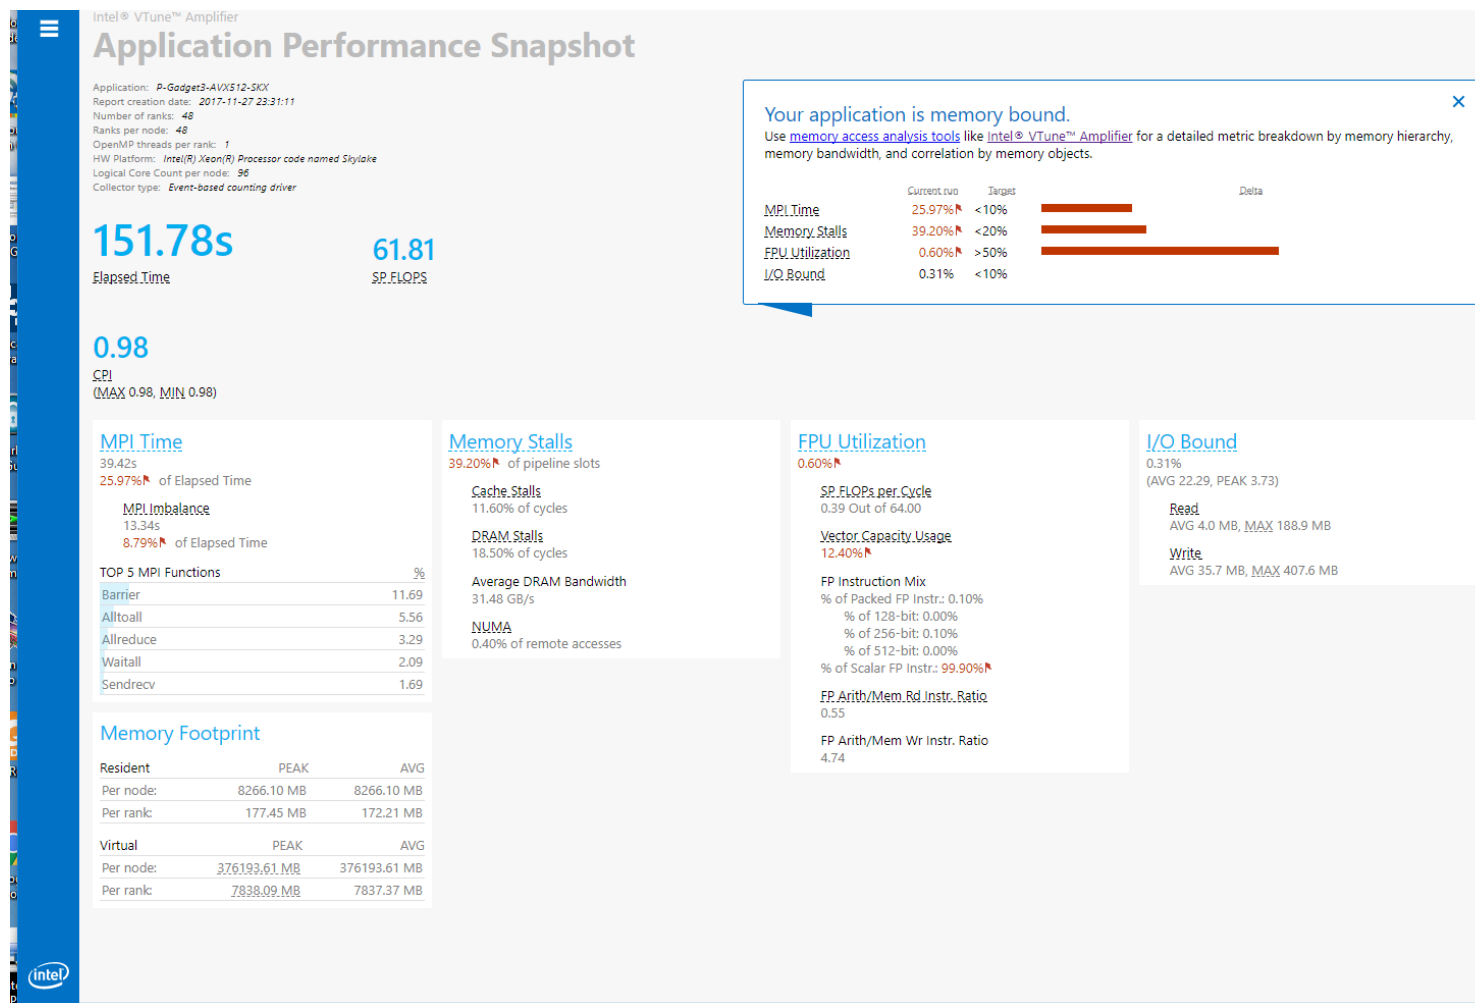 Intel® VTune™ Amplifier
Application Performance Snapshot
Application: P-Gadget3-AVX512-SKX
Report creation date: 2017-11-27 23:31:11
Number of ranks: 48
Ranks per node: 48
OpenMP threads per rank: 1
HW Platform: Intel(R) Xeon(R) Processor code named Skylake
Logical Core Count per node: 96
Collector type: Event-based counting driver
151.78s
Elapsed Time
61.81
SP FLOPS
0.98
CPI
(MAX 0.98, MIN 0.98)
Your application is memory bound.
Use memory access analysis tools like Intel® VTune™ Amplifier for a detailed metric breakdown by memory hierarchy,
memory bandwidth, and correlation by memory objects.
Current run Target Delta
MPI Time 25.97% <10%
Memory Stalls 39.20% <20%
FPU Utilization 0.60% >50%
I/O Bound 0.31% <10%
MPI Time
39.42s
25.97% of Elapsed Time
MPI Imbalance
13.34s
8.79% of Elapsed Time
TOP 5 MPI Functions %
Barrier 11.69
Alltoall 5.56
Allreduce 3.29
Waitall 2.09
Sendrecv 1.69
Memory Footprint
Resident PEAK AVG
Per node: 8266.10 MB 8266.10 MB
Per rank: 177.45 MB 172.21 MB
Virtual PEAK AVG
Per node: 376193.61 MB 376193.61 MB
Per rank: 7838.09 MB 7837.37 MB
Memory Stalls
39.20% of pipeline slots
Cache Stalls
11.60% of cycles
DRAM Stalls
18.50% of cycles
Average DRAM Bandwidth
31.48 GB/s
NUMA
0.40% of remote accesses
FPU Utilization
0.60%
SP FLOPs per Cycle
0.39 Out of 64.00
Vector Capacity Usage
12.40%
FP Instruction Mix
% of Packed FP Instr.: 0.10%
% of 128-bit: 0.00%
% of 256-bit: 0.10%
% of 512-bit: 0.00%
% of Scalar FP Instr.: 99.90%
FP Arith/Mem Rd Instr. Ratio
0.55
FP Arith/Mem Wr Instr. Ratio
4.74
I/O Bound
0.31%
(AVG 22.29, PEAK 3.73)
Read
AVG 4.0 MB, MAX 188.9 MB
Write
AVG 35.7 MB, MAX 407.6 MB
intel